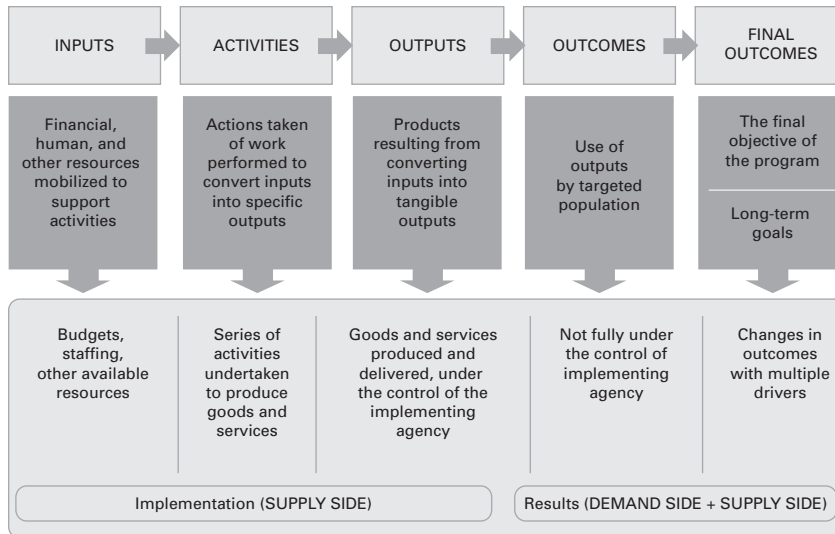 INPUTS
ACTIVITIES
OUTPUTS
OUTCOMES
FINAL
OUTCOMES
Financial,
human, and
other resources
mobilized to
support
activities
Actions taken
of work
performed to
convert inputs
into specific
outputs
Products
resulting from
converting
inputs into
tangible
outputs
Use of
outputs
by targeted
population
The final
objective of
the program
Long-term
goals
Budgets,
staffing,
other available
resources
Series of
activities
undertaken
to produce
goods and
services
Goods and services
produced and
delivered, under
the control of the
implementing
agency
Not fully under
the control of
implementing
agency
Changes in
outcomes
with multiple
drivers
Implementation (SUPPLY SIDE)
Results (DEMAND SIDE + SUPPLY SIDE)